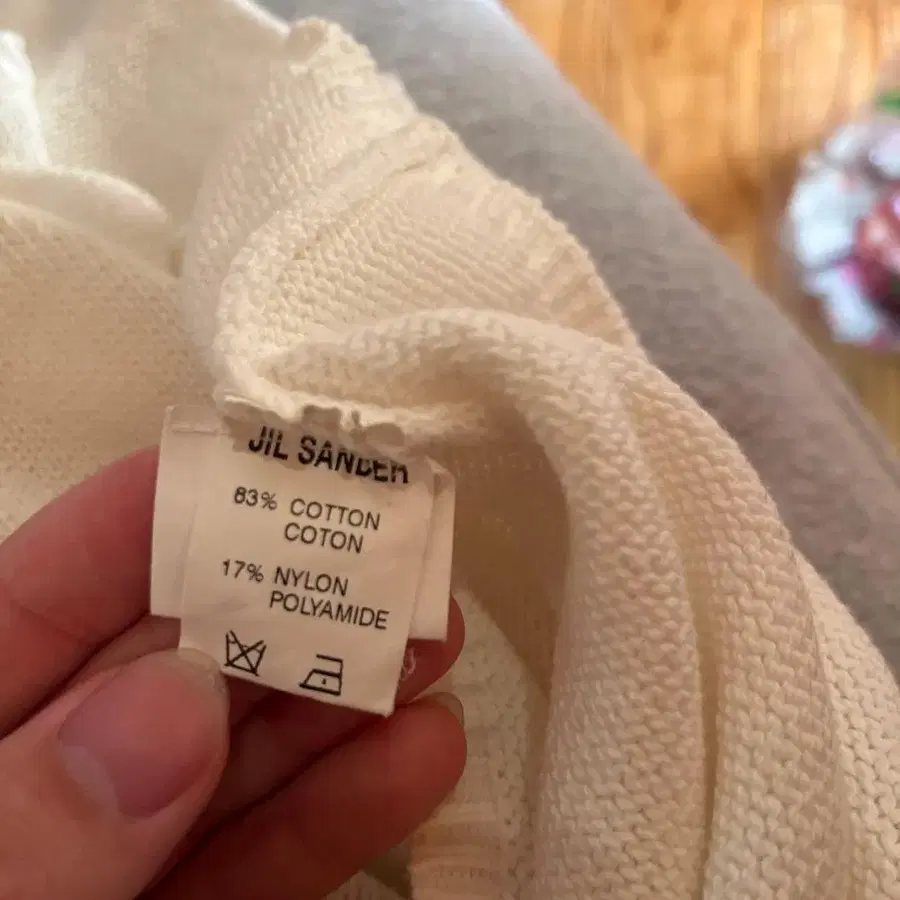 JIL SANDER
83% COTTON
COTON
17% NYLON
POLYAMIDE